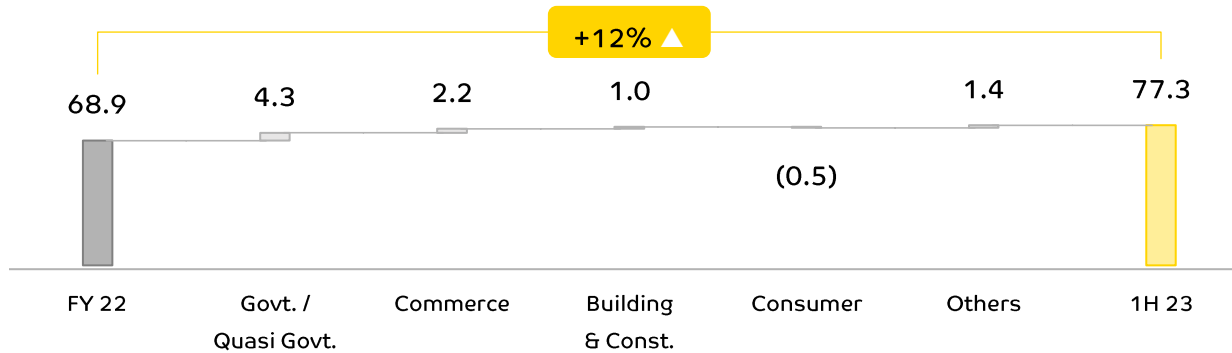 +12%
68.9
4.3
2.2
1.0
(0.5)
1.4
77.3
FY 22
Govt. /
Quasi Govt.
Commerce
Building
& Const.
Consumer
Others
1H 23